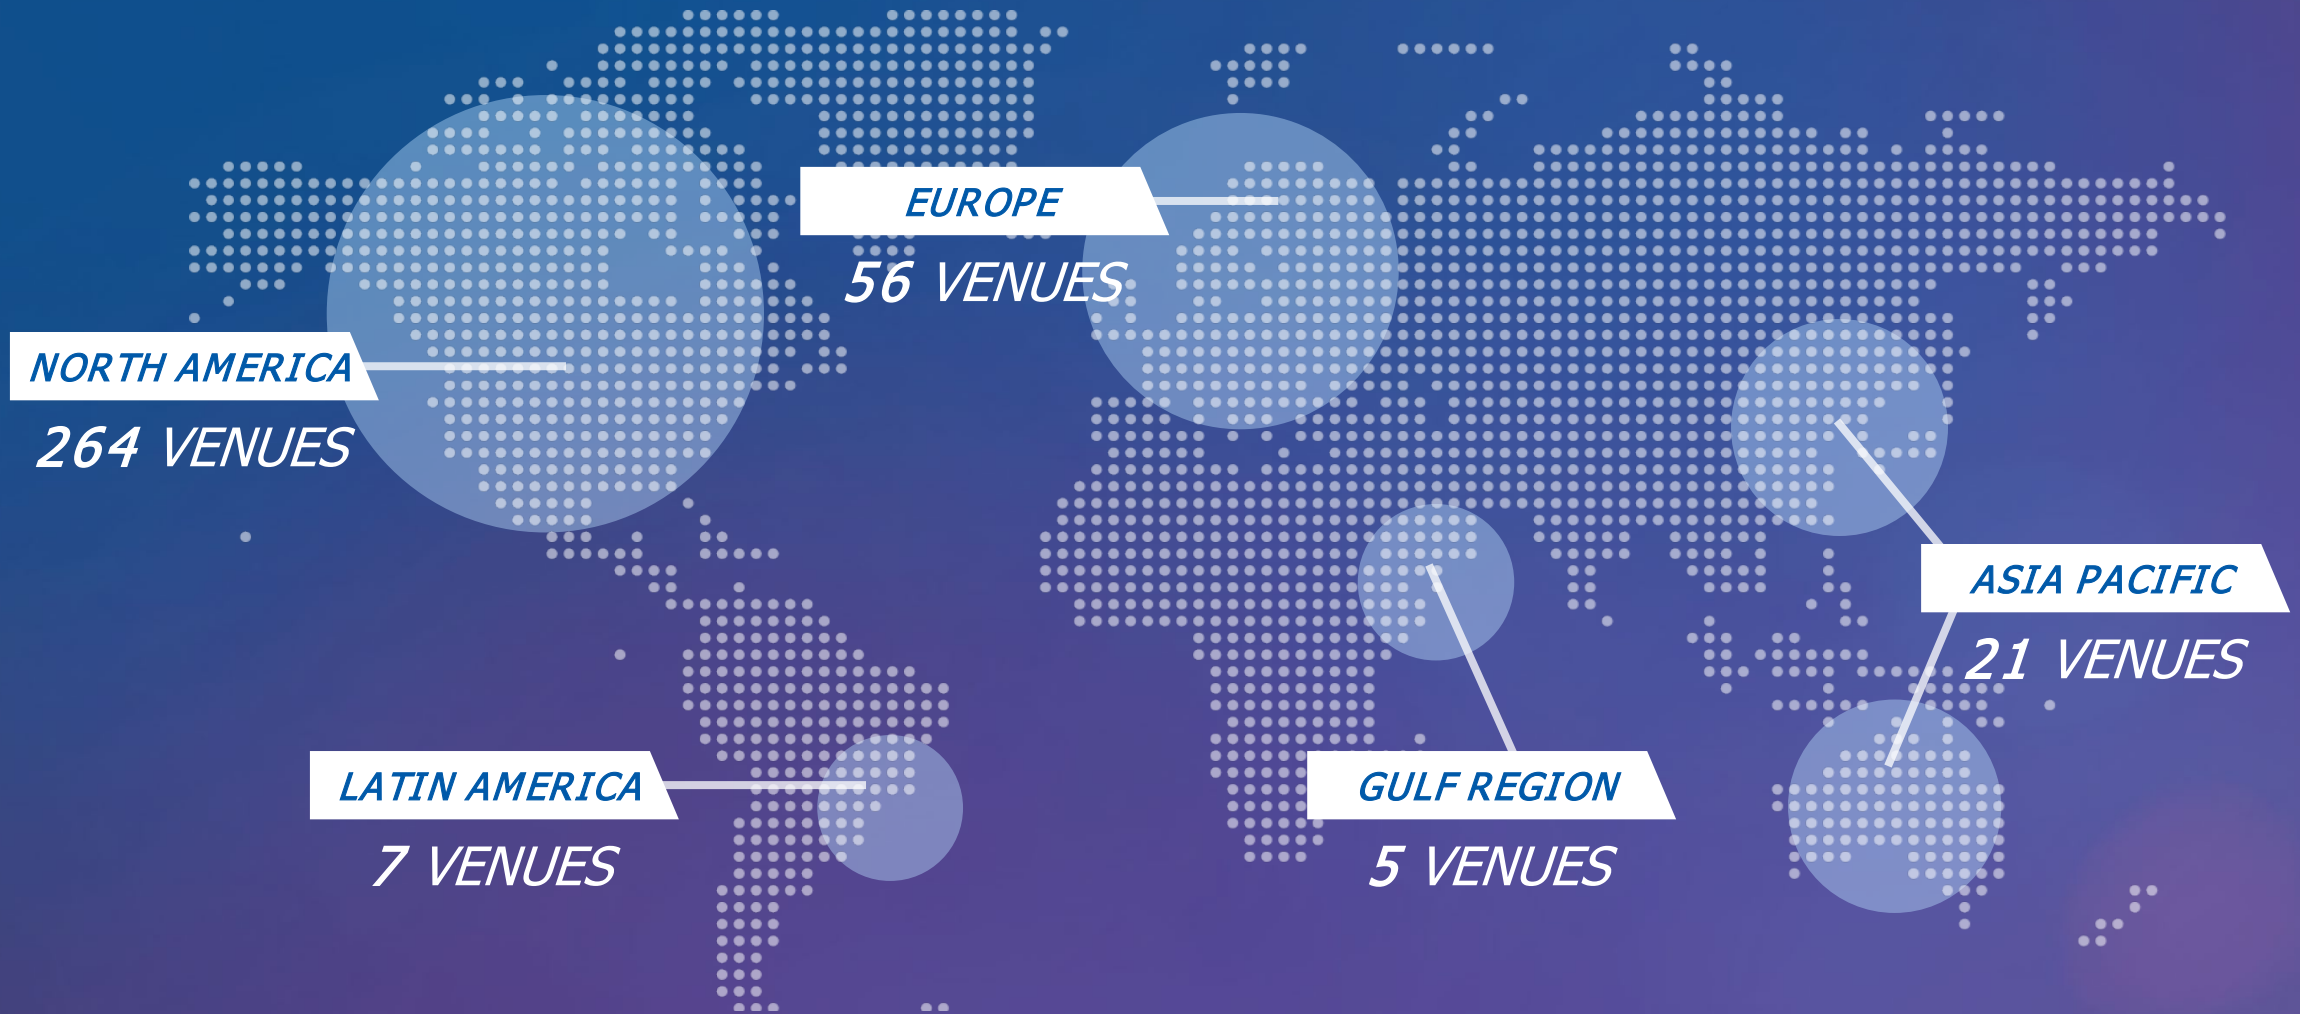 EUROPE
56 VENUES
NORTH AMERICA
264 VENUES
ASIA PACIFIC
21 VENUES
LATIN AMERICA
7 VENUES
GULF REGION
5 VENUES